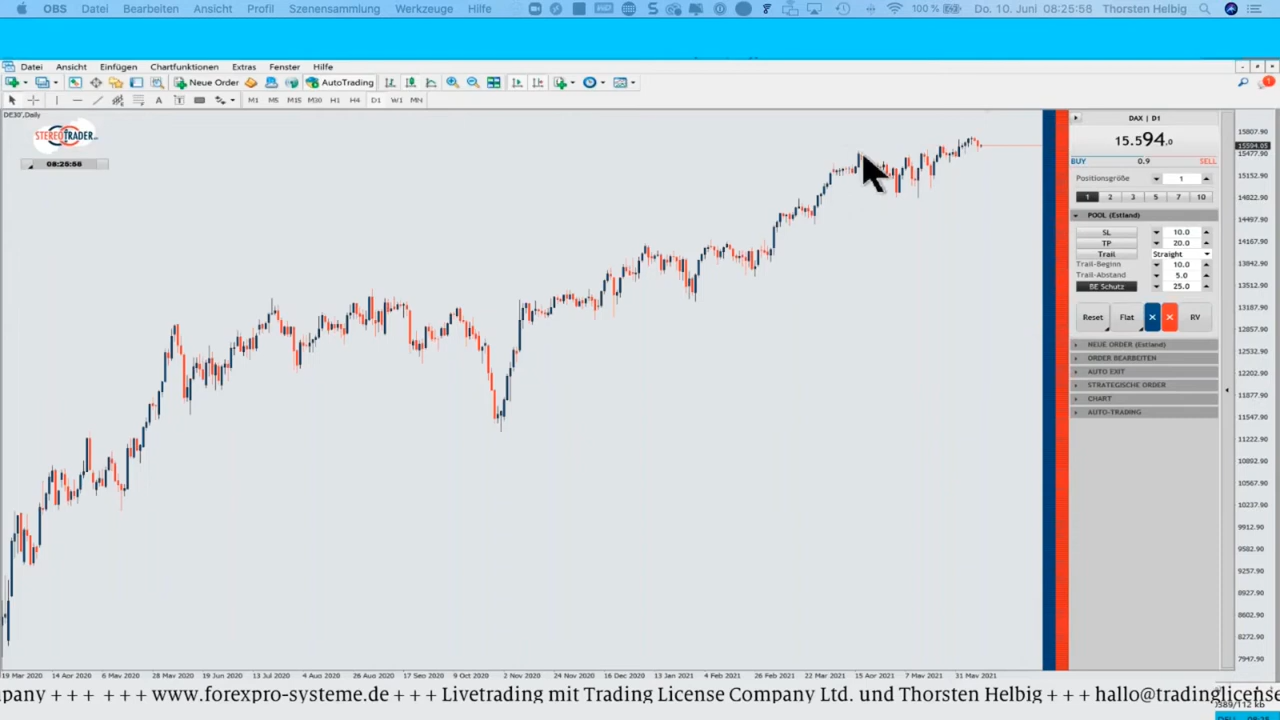 OBS Datei Bearbeiten Ansicht Profil Szenensammlung Werkzeuge Hilfe 100 % Do. 10. Juni 08:25:58 Thorsten Helbig
Datei Ansicht Einfügen Chartfunktionen Extras Fenster Hilfe
Neue Order AutoTrading
A T M1 M5 M15 M30 H1 H4 D1 W1 MN
DE30',Daily
STEREOTRADER
08:25:56
DAX | D1
15.594,0
BUY 0.9 SELL
Positionsgröße 1
1 2 3 5 7 10
POOL (Estland)
SL 10.0
TP 20.0
Trail Straight
Trail-Beginn 10.0
Trail-Abstand 5.0
BE Schutz 25.0
Reset Flat RV
NEUE ORDER (Estland)
ORDER BEARBEITEN
AUTO EXIT
STRATEGISCHE ORDER
CHART
AUTO-TRADING
15807.90
15594.05
15477.90
15152.90
14822.90
14497.90
14167.90
13842.90
13512.90
13187.90
12857.90
12532.90
12202.90
11877.90
11547.90
11222.90
10892.90
10567.90
10237.90
9912.90
9582.90
9257.90
8927.90
8602.90
8272.90
7947.90
19 Mar 2020 14 Apr 2020 6 May 2020 28 May 2020 19 Jun 2020 13 Jul 2020 4 Aug 2020 26 Aug 2020 17 Sep 2020 9 Oct 2020 2 Nov 2020 24 Nov 2020 16 Dec 2020 13 Jan 2021 4 Feb 2021 26 Feb 2021 22 Mar 2021 15 Apr 2021 7 May 2021 31 May 2021
pany +++ +++ www.forexpro-systeme.de +++ Livetrading mit Trading License Company Ltd. und Thorsten Helbig +++ hallo@tradinglicense
389/112 kb